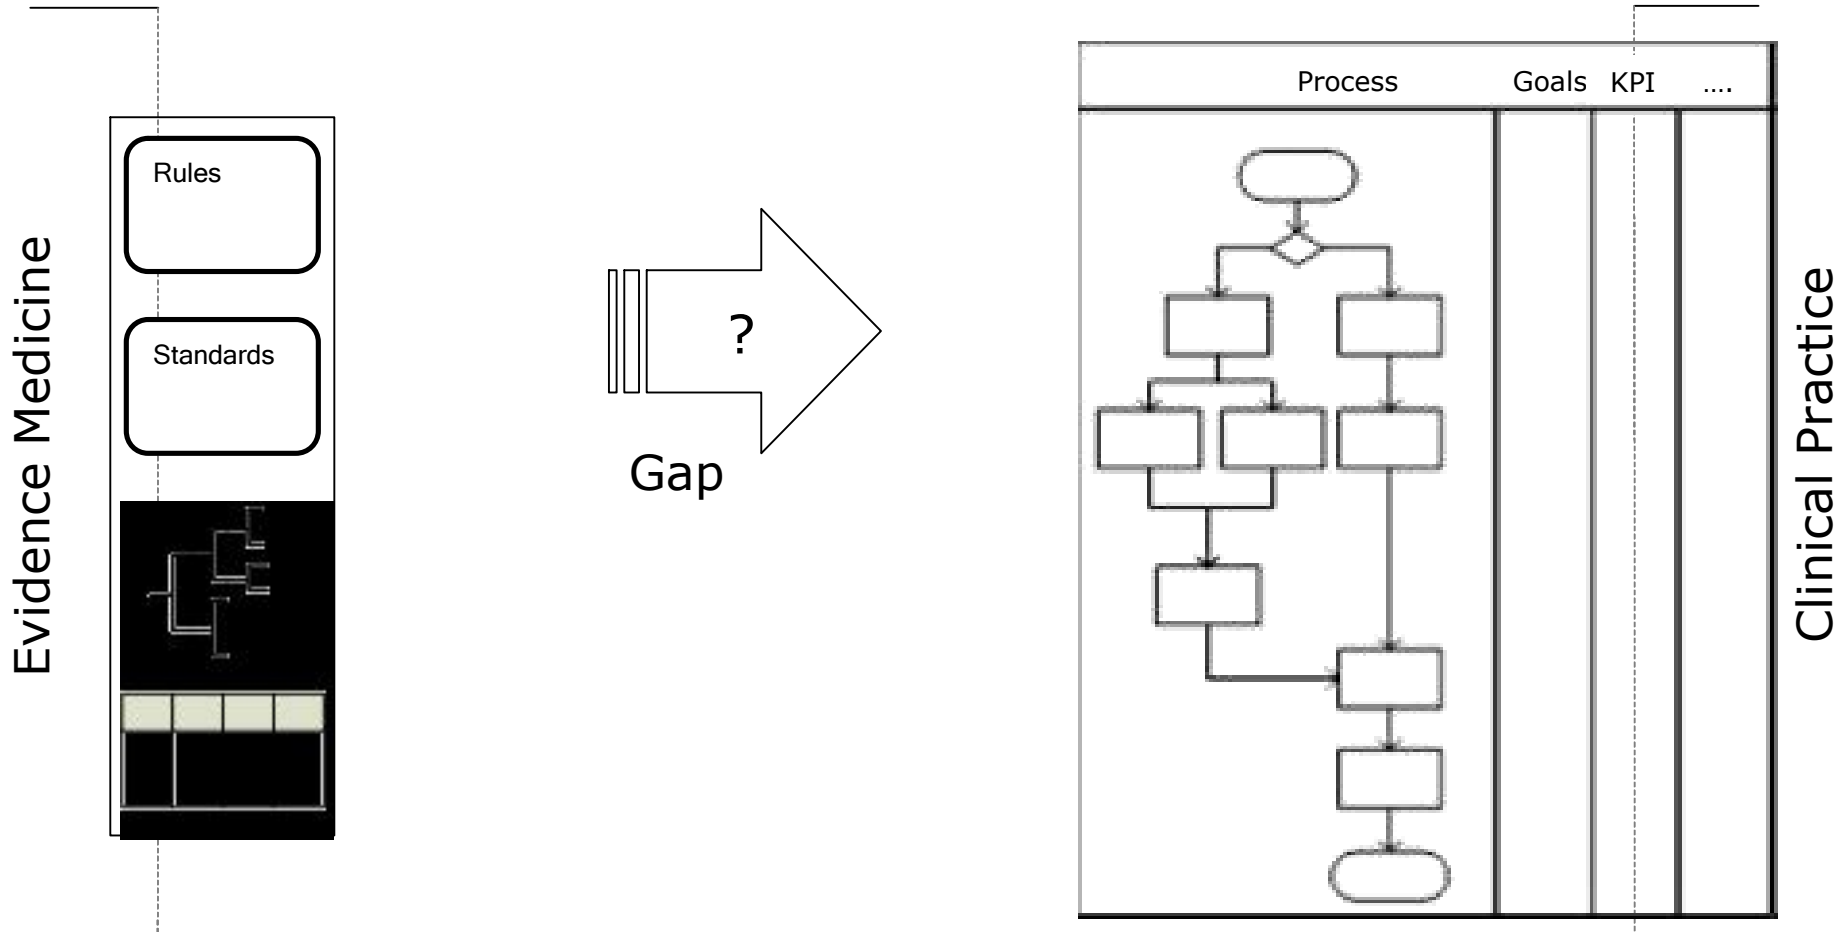 Evidence Medicine
Rules
Standards
?
Gap
Process Goals KPI ....
Clinical Practice